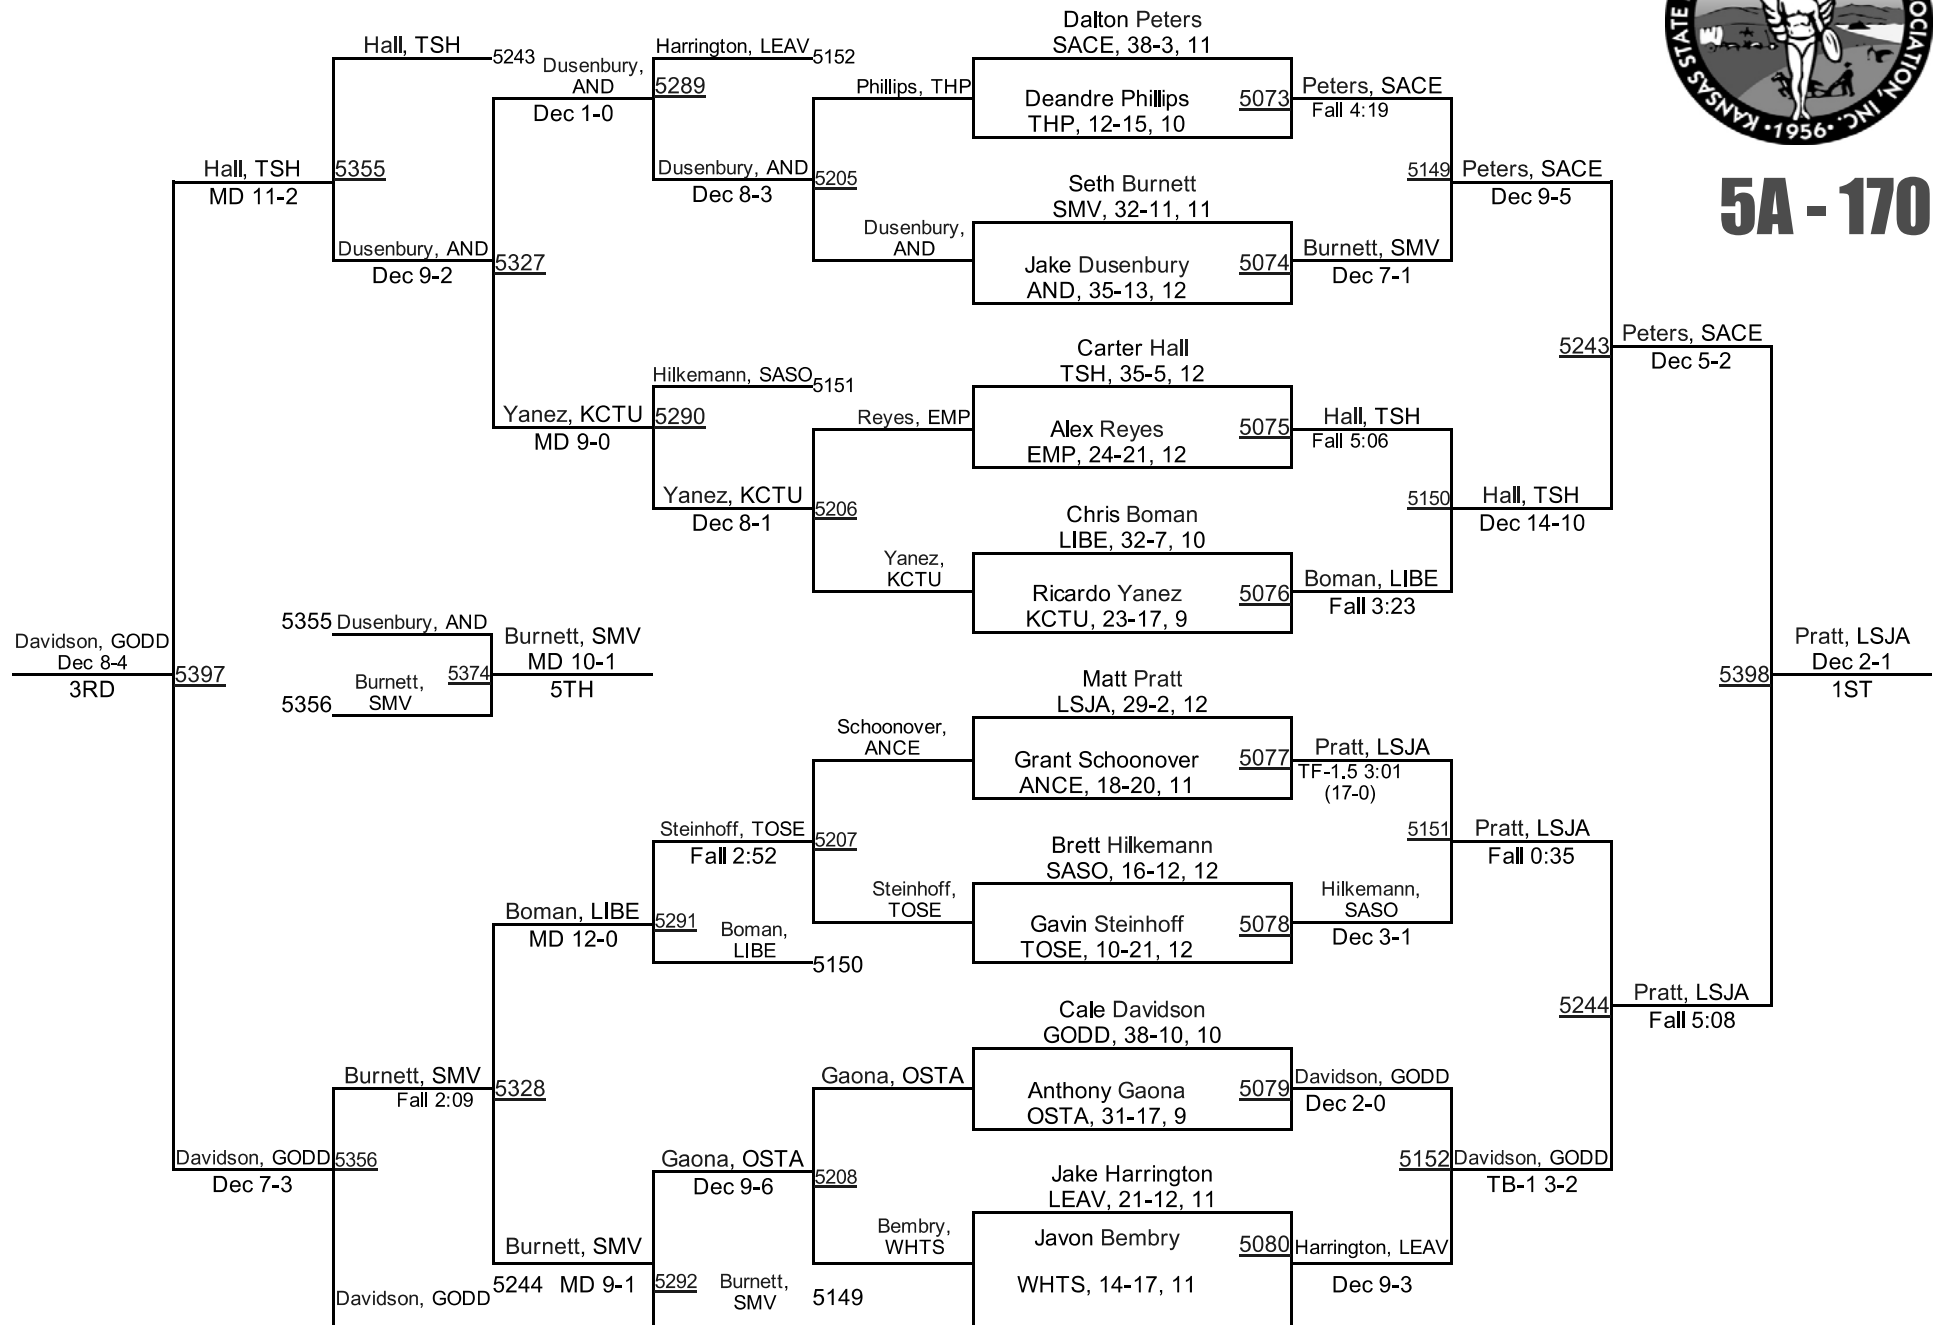 Dalton Peters
Hall, TSH
Harrington, LEAV
SACE, 38-3, 11
5243
5152
Dusenbury,
AND
5289
Phillips, THP
Deandre Phillips
5073
Peters, SACE
Dec 1-0
THP, 12-15, 10
Fall 4:19
KANSAS STATE
OCIATION, INC.
•1956•
Hall, TSH
5355
Dusenbury, AND
5205
5149
Peters, SACE
MD 11-2
Dec 8-3
Seth Burnett
SMV, 32-11, 11
Dec 9-5
5A - 170
Dusenbury, AND
5327
Dusenbury,
AND
Jake Dusenbury
5074
Burnett, SMV
Dec 9-2
AND, 35-13, 12
Dec 7-1
Carter Hall
5243
Peters, SACE
Hilkemann, SASO
5151
TSH, 35-5, 12
Dec 5-2
Yanez, KCTU
5290
Reyes, EMP
Alex Reyes
5075
Hall, TSH
MD 9-0
EMP, 24-21, 12
Fall 5:06
Yanez, KCTU
5206
Chris Boman
5150
Hall, TSH
Dec 8-1
LIBE, 32-7, 10
Dec 14-10
Yanez,
KCTU
Ricardo Yanez
5076
Boman, LIBE
KCTU, 23-17, 9
Fall 3:23
5355
Dusenbury, AND
Burnett, SMV
Davidson, GODD
Dec 8-4
5397
3RD
MD 10-1
5374
5TH
Burnett,
SMV
5356
Matt Pratt
LSJA, 29-2, 12
5398
Pratt, LSJA
Dec 2-1
1ST
Schoonover,
ANCE
Grant Schoonover
5077
Pratt, LSJA
ANCE, 18-20, 11
TF-1.5 3:01
(17-0)
Steinhoff, TOSE
5207
Brett Hilkemann
5151
Pratt, LSJA
Fall 2:52
SASO, 16-12, 12
Fall 0:35
Steinhoff,
TOSE
Hilkemann,
SASO
Boman, LIBE
5291
Boman,
LIBE
Gavin Steinhoff
5078
MD 12-0
5150
TOSE, 10-21, 12
Dec 3-1
Cale Davidson
5244
Pratt, LSJA
GODD, 38-10, 10
Fall 5:08
Burnett, SMV
5328
Gaona, OSTA
Anthony Gaona
5079
Davidson, GODD
Fall 2:09
OSTA, 31-17, 9
Dec 2-0
Davidson, GODD
5356
Gaona, OSTA
5208
Jake Harrington
5152
Davidson, GODD
Dec 7-3
Dec 9-6
LEAV, 21-12, 11
TB-1 3-2
Bembry,
WHTS
Javon Bembry
5080
Harrington, LEAV
Burnett, SMV
5244
MD 9-1
5292
Burnett,
SMV
5149
WHTS, 14-17, 11
Dec 9-3
Davidson, GODD